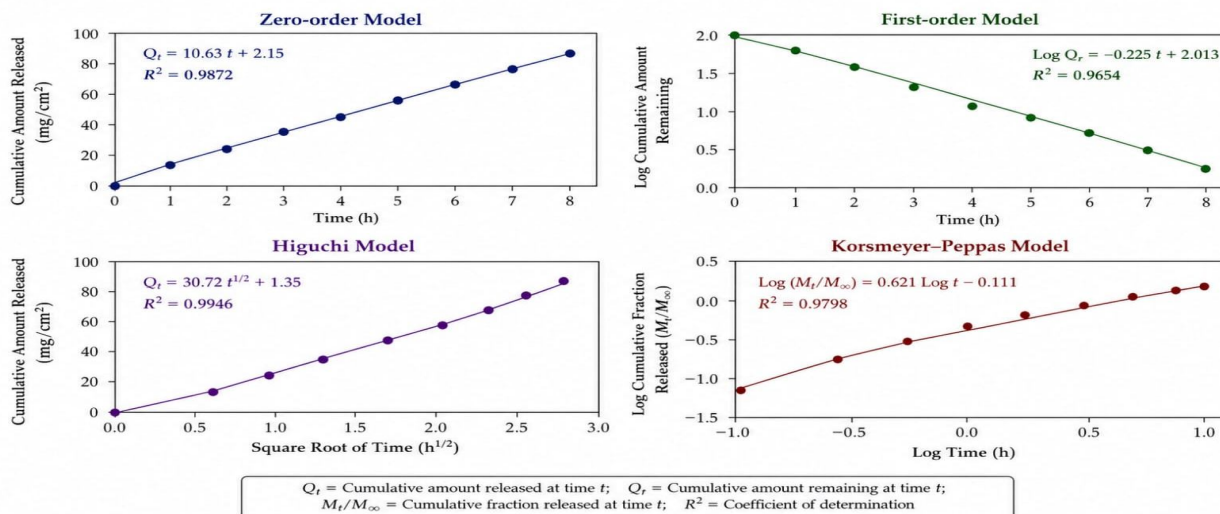 Zero-order Model
Cumulative Amount Released
(mg/cm²)
100
80
60
40
20
0
Q_t = 10.63 t + 2.15
R² = 0.9872
0 1 2 3 4 5 6 7 8
Time (h)
First-order Model
Log Cumulative Amount
Remaining
2.0
1.5
1.0
0.5
0.0
Log Q_r = −0.225 t + 2.013
R² = 0.9654
0 1 2 3 4 5 6 7 8
Time (h)
Higuchi Model
Cumulative Amount Released
(mg/cm²)
100
80
60
40
20
0
Q_t = 30.72 t^{1/2} + 1.35
R² = 0.9946
0.0 0.5 1.0 1.5 2.0 2.5 3.0
Square Root of Time (h^{1/2})
Korsmeyer–Peppas Model
Log Cumulative Fraction
Released (M_t/M_∞)
0.5
0.0
−0.5
−1.0
−1.5
Log (M_t/M_∞) = 0.621 Log t − 0.111
R² = 0.9798
−1.0 −0.5 0.0 0.5 1.0
Log Time (h)
Q_t = Cumulative amount released at time t; Q_r = Cumulative amount remaining at time t;
M_t/M_∞ = Cumulative fraction released at time t; R² = Coefficient of determination